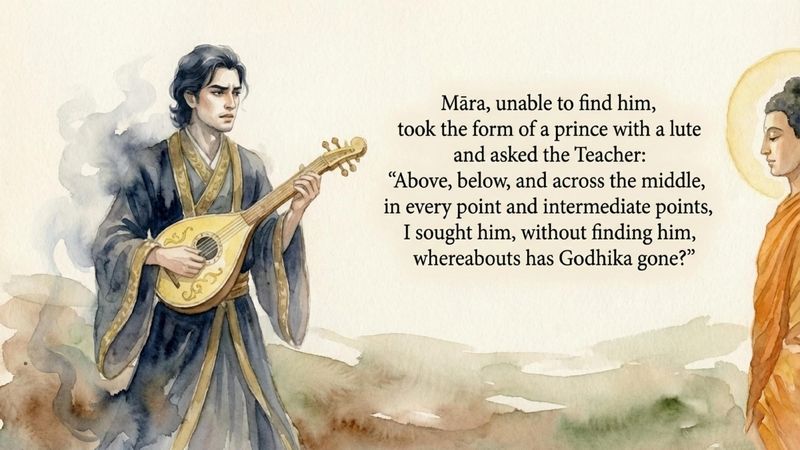 Māra, unable to find him,
took the form of a prince with a lute
and asked the Teacher:
“Above, below, and across the middle,
in every point and intermediate points,
I sought him, without finding him,
whereabouts has Godhika gone?”